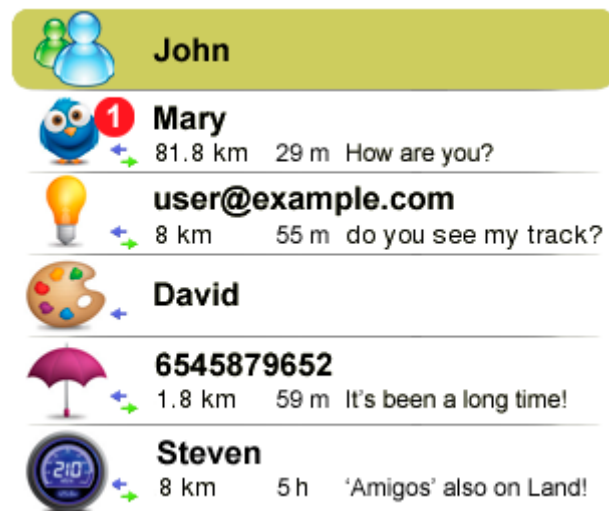 John
1
Mary
81.8 km 29 m How are you?
user@example.com
8 km 55 m do you see my track?
David
6545879652
1.8 km 59 m It's been a long time!
210
Steven
8 km 5 h 'Amigos' also on Land!